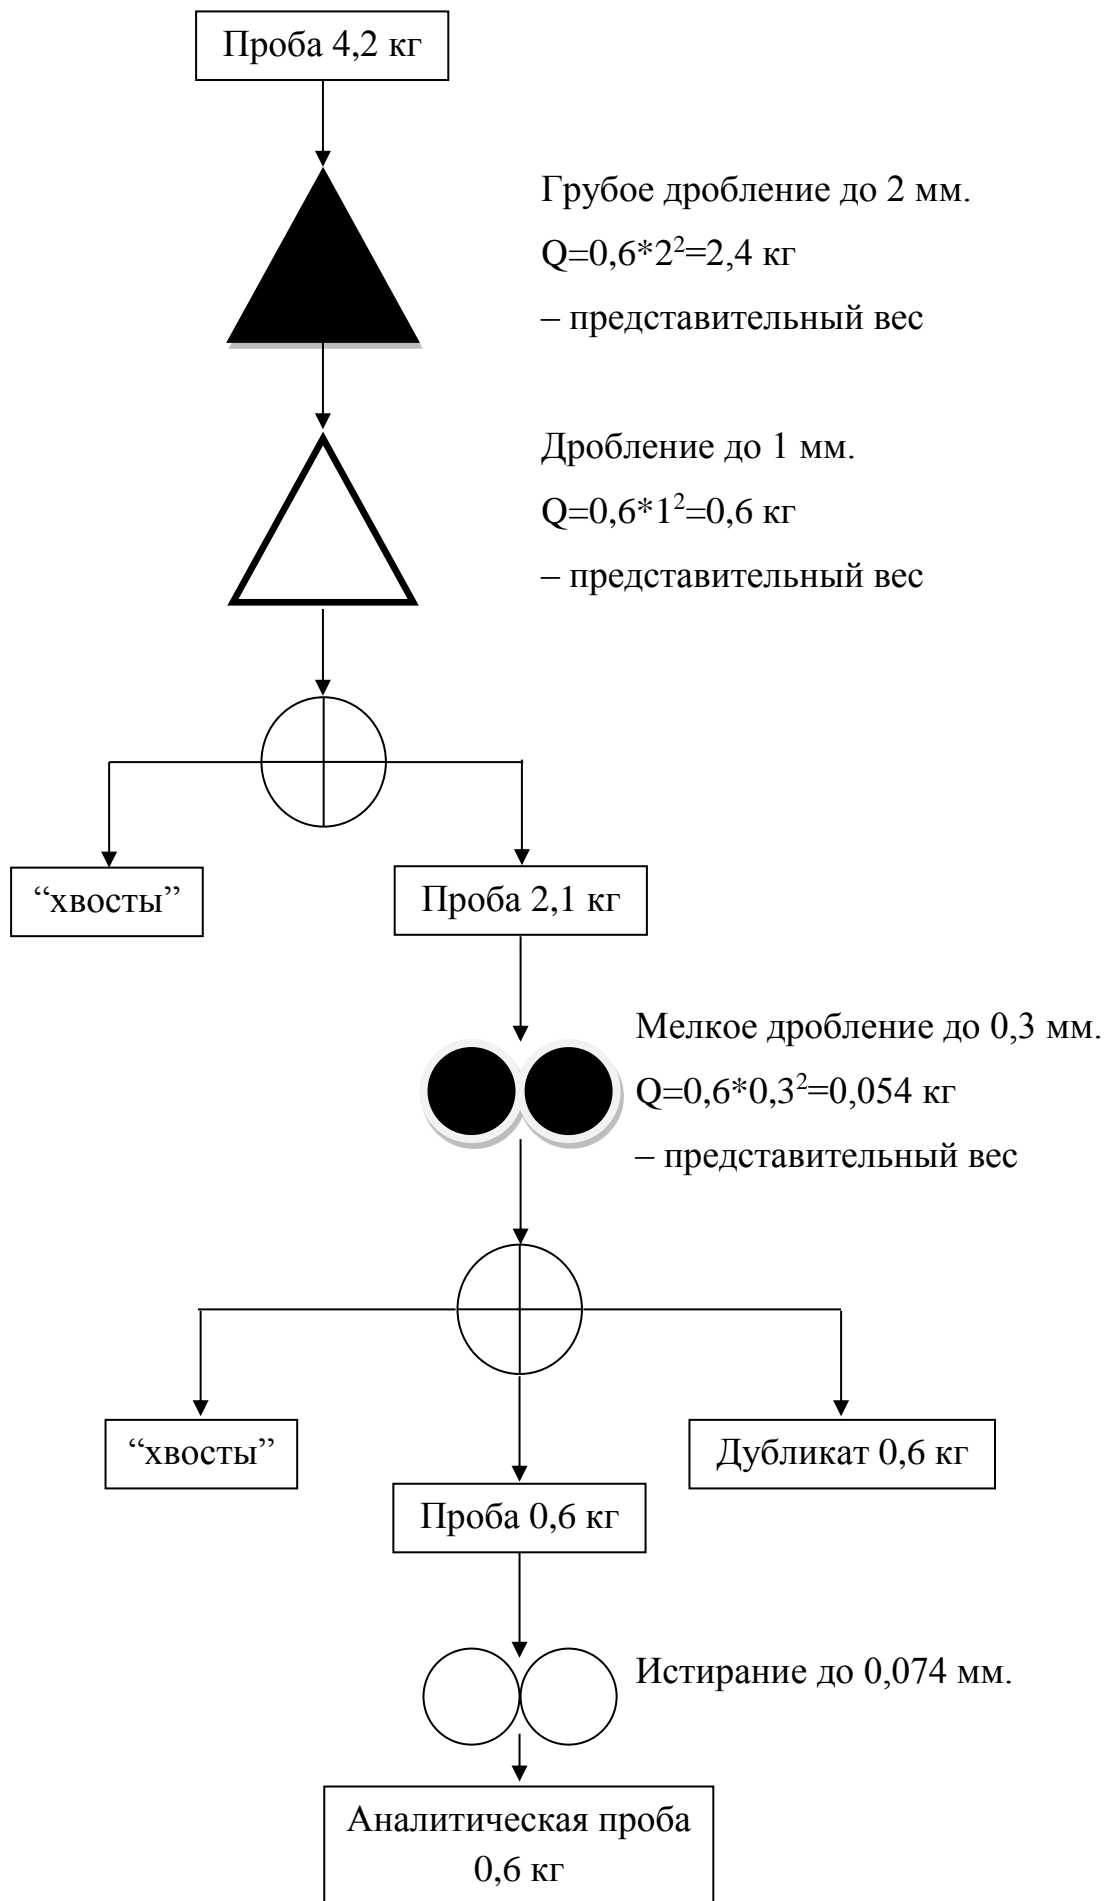 Проба 4,2 кг
Грубое дробление до 2 мм.
Q=0,6*2²=2,4 кг
– представительный вес
Дробление до 1 мм.
Q=0,6*1²=0,6 кг
– представительный вес
“хвосты”
Проба 2,1 кг
Мелкое дробление до 0,3 мм.
Q=0,6*0,3²=0,054 кг
– представительный вес
“хвосты”
Дубликат 0,6 кг
Проба 0,6 кг
Истирание до 0,074 мм.
Аналитическая проба
0,6 кг